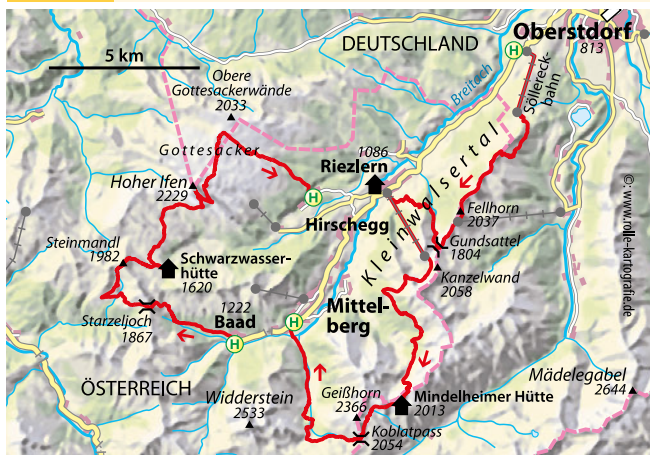 DEUTSCHLAND
Oberstdorf
813
5 km
H
Obere
Gottesackerwände
2033
Breitach
Söllereck-
bahn
Gottesacker
1086
Riezlern
Hoher Ifen
2229
H
Kleinwalsertal
Hirschegg
Fellhorn
2037
Gundsattel
1804
Steinmandl
1982
Schwarzwasser-
hütte
1620
Kanzelwand
2058
Starzeljoch
1867
1222
Baad
H
H
Mittel-
berg
ÖSTERREICH
Widderstein
2533
Geißhorn
2366
Mindelheimer Hütte
2013
Koblatpass
2054
Mädelegabel
2644
©: www.rolle-kartografie.de